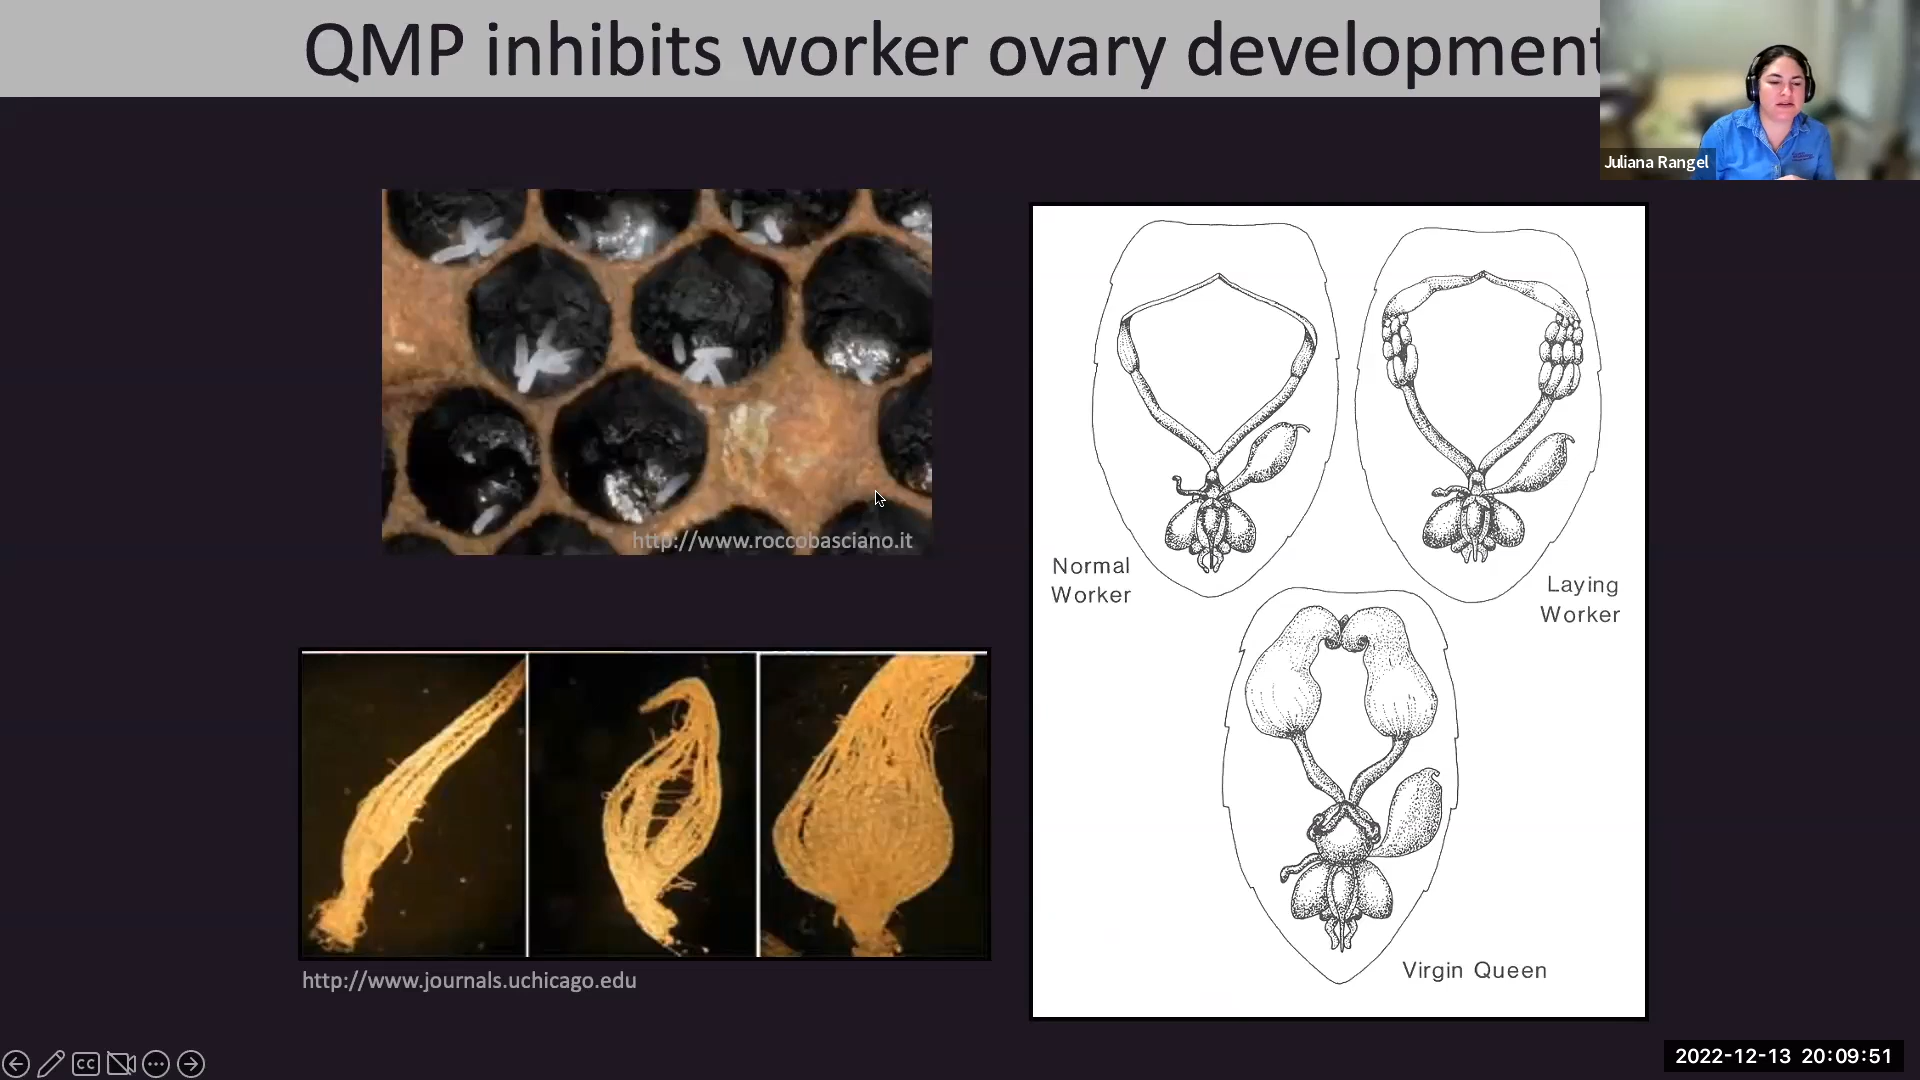 QMP inhibits worker ovary development
Juliana Rangel
http://www.roccobasciano.it
Normal
Worker
Laying
Worker
Virgin Queen
http://www.journals.uchicago.edu
CC
2022-12-13 20:09:51